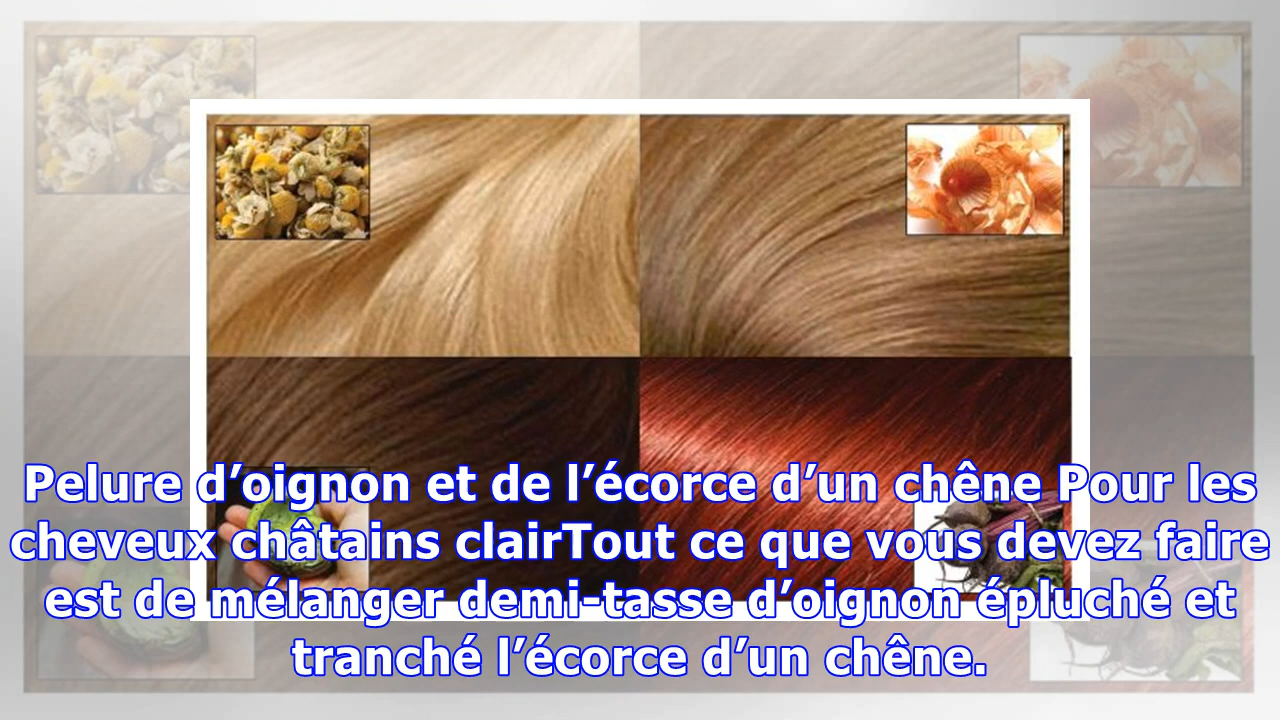 Pelure d’oignon et de l’écorce d’un chêne Pour les
cheveux châtains clairTout ce que vous devez faire
est de mélanger demi-tasse d’oignon épluché et
tranché l’écorce d’un chêne.